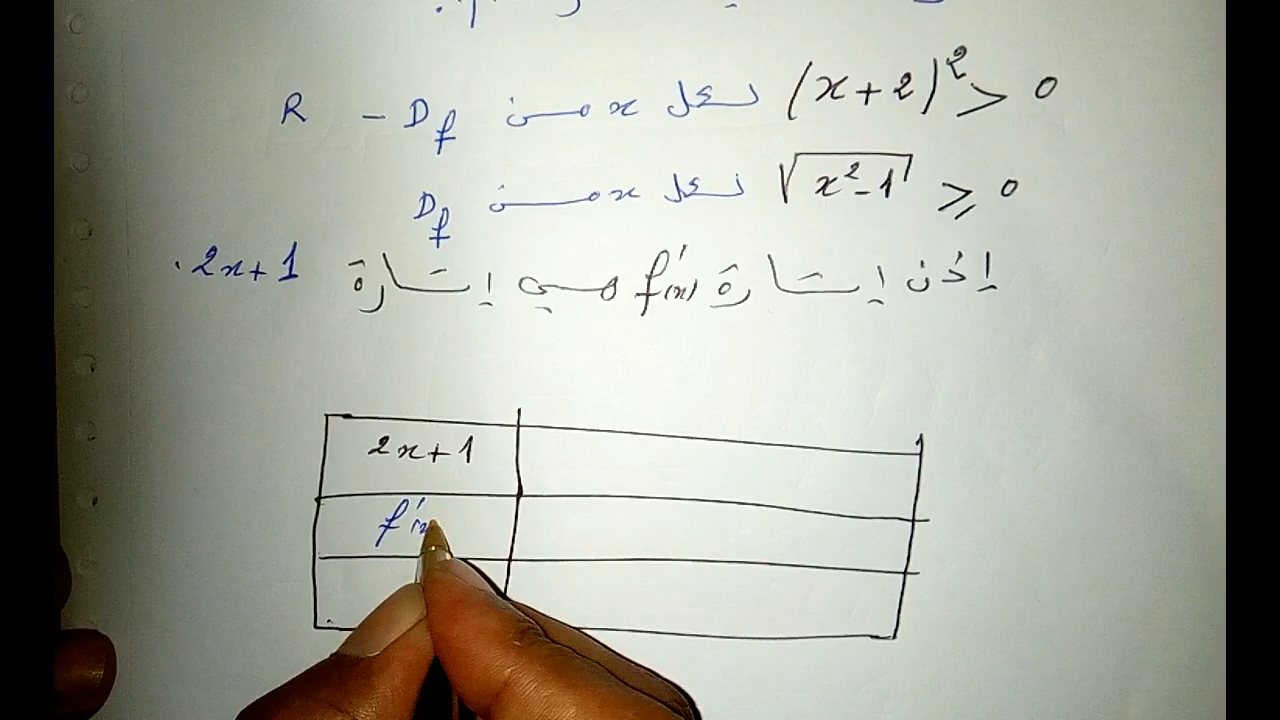 (x+2)² > 0 لكل x من R - Df
√(x²-1) ≥ 0 لكل x من Df
إذن إشارة f'(x) هي إشارة 2x+1.
2x+1
f'(x